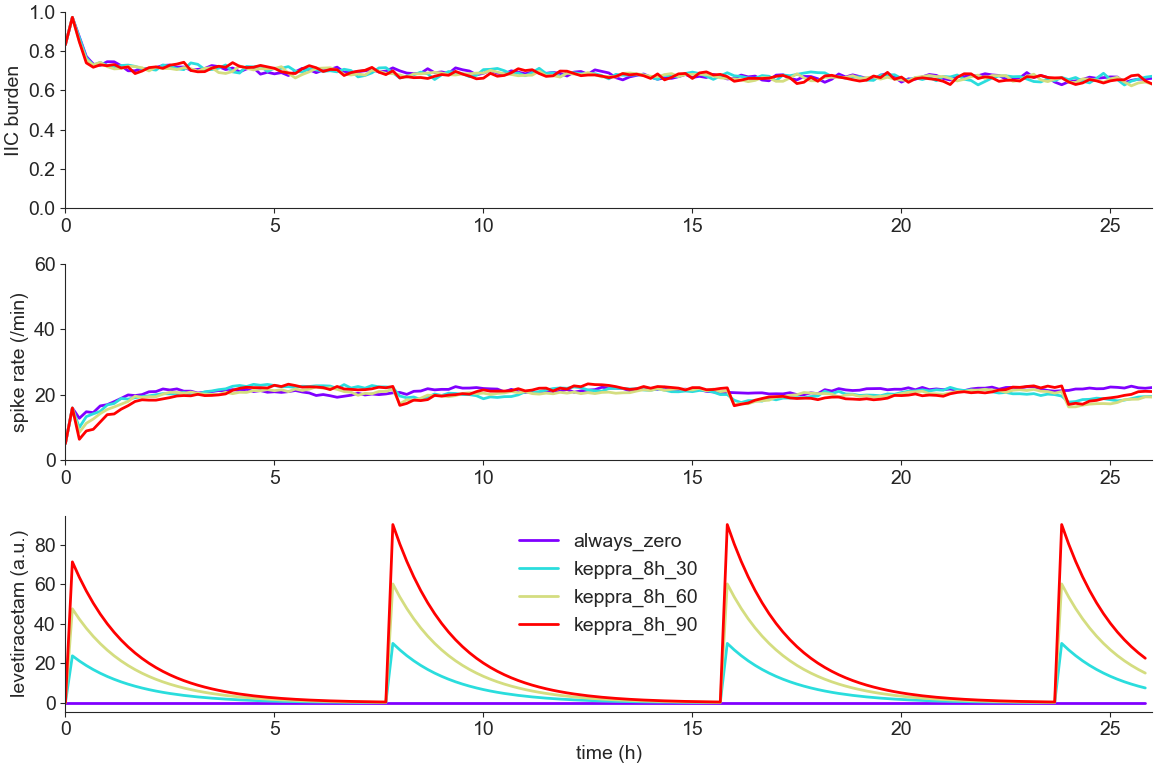 IIC burden
1.0
0.8
0.6
0.4
0.2
0.0
0 5 10 15 20 25
spike rate (/min)
60
40
20
0
0 5 10 15 20 25
levetiracetam (a.u.)
80
60
40
20
0
always_zero
keppra_8h_30
keppra_8h_60
keppra_8h_90
0 5 10 15 20 25
time (h)